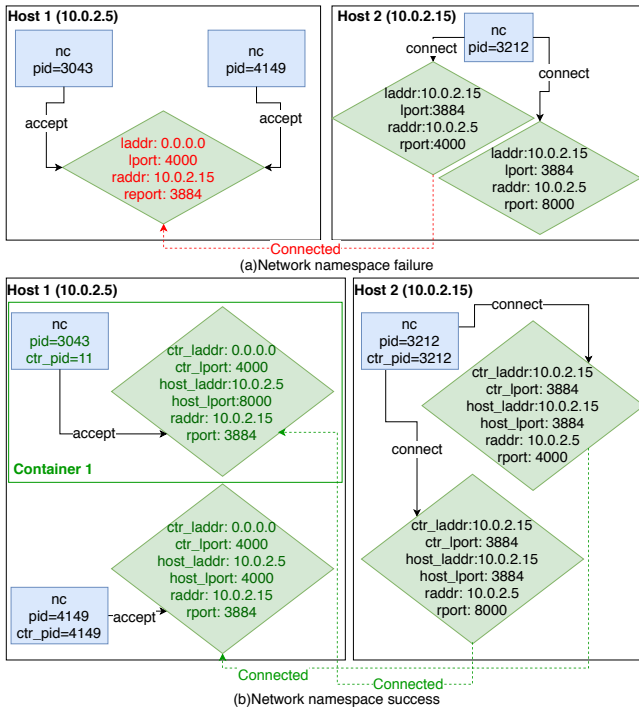 Host 1 (10.0.2.5)
nc
pid=3043
nc
pid=4149
accept
accept
laddr: 0.0.0.0
lport: 4000
raddr: 10.0.2.15
report: 3884
Host 2 (10.0.2.15)
nc
pid=3212
connect
connect
laddr:10.0.2.15
lport:3884
raddr:10.0.2.5
rport:4000
laddr:10.0.2.15
lport: 3884
raddr: 10.0.2.5
rport: 8000
Connected
(a)Network namespace failure
Host 1 (10.0.2.5)
nc
pid=3043
ctr_pid=11
accept
ctr_laddr: 0.0.0.0
ctr_lport: 4000
host_laddr:10.0.2.5
host_lport:8000
raddr: 10.0.2.15
rport: 3884
Container 1
nc
pid=4149
ctr_pid=4149
accept
ctr_laddr: 0.0.0.0
ctr_lport: 4000
host_laddr: 10.0.2.5
host_lport: 4000
raddr: 10.0.2.15
rport: 3884
Host 2 (10.0.2.15)
nc
pid=3212
ctr_pid=3212
connect
connect
ctr_laddr:10.0.2.15
ctr_lport: 3884
host_laddr:10.0.2.15
host_lport: 3884
raddr: 10.0.2.5
rport: 4000
ctr_laddr:10.0.2.15
ctr_lport: 3884
host_laddr:10.0.2.15
host_lport: 3884
raddr: 10.0.2.5
rport: 8000
Connected
Connected
(b)Network namespace success